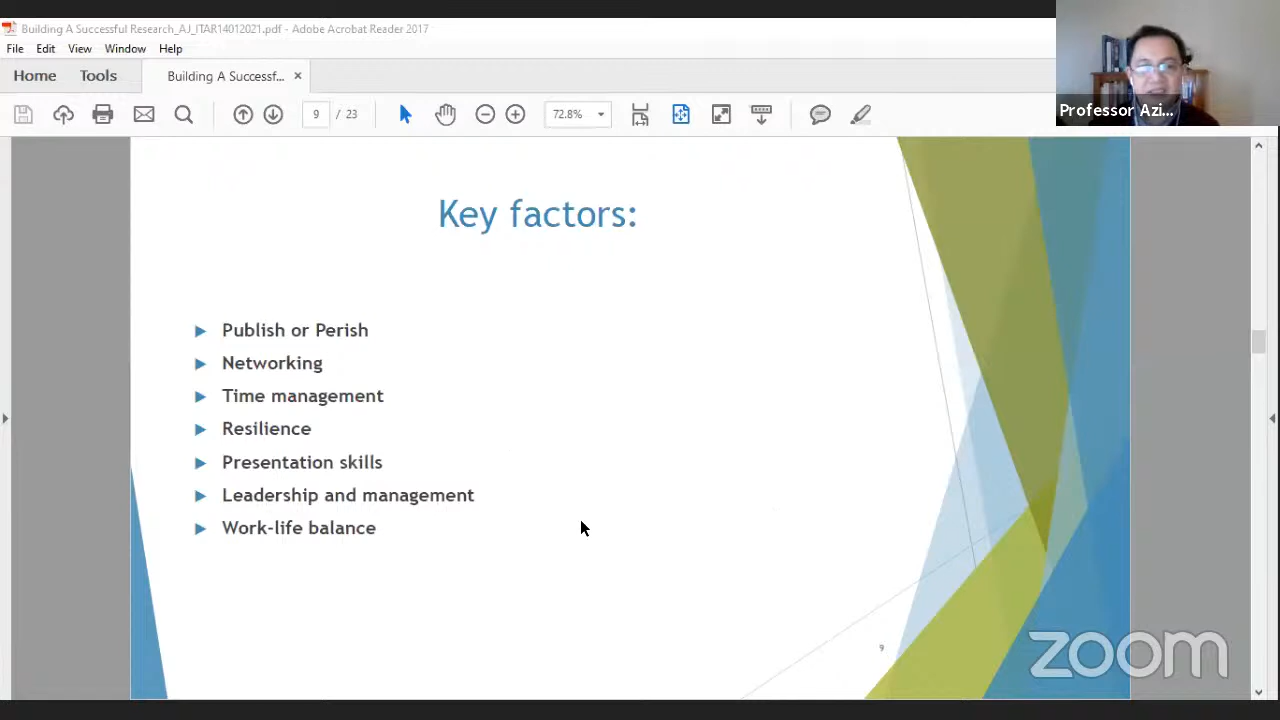 Building A Successful Research_AJ_ITAR14012021.pdf - Adobe Acrobat Reader 2017
File Edit View Window Help
Home Tools Building A Successf... ×
9 / 23 72.8%
Professor Azi...
Key factors:
Publish or Perish
Networking
Time management
Resilience
Presentation skills
Leadership and management
Work-life balance
9
zoom